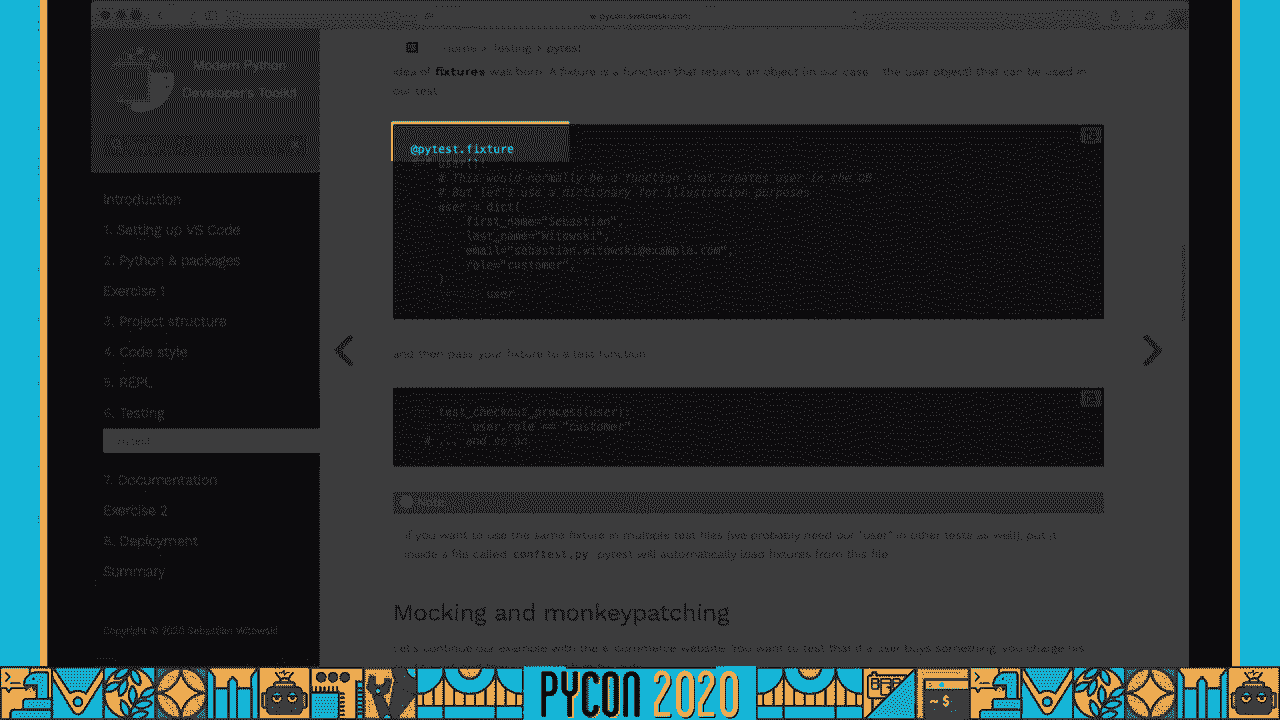 pycon.switowski.com
Modern Python
Developer's Toolkit
Home > Testing > pytest
idea of fixtures was born. A fixture is a function that returns an object (in our case - the user object) that can be used in
our test
@pytest.fixture
user():
# This would normally be a function that creates user in the DB
# But let's use a dictionary for illustration purposes
user = dict(
first_name="Sebastian",
last_name="Witowski",
email="sebastian.witowski@example.com"
role="customer",
)
user
and then pass your fixture to a test function
test_checkout_process(user):
user.role == "customer"
# ... and so on
If you want to use the same fixture in multiple test files (we probably need our "user" in other tests as well), put it
inside a file called conftest.py pytest will automatically load fixtures from this file
Mocking and monkeypatching
Let's continue our example with the e-commerce website. You want to test that if a user buys something, you charge his
Introduction
1. Setting up VS Code
2. Python & packages
Exercise 1
3. Project structure
4. Code style
5. REPL
6. Testing
pytest
7. Documentation
Exercise 2
8. Deployment
Summary
Copyright © 2020 Sebastian Witowski
~ $
PYCON 2020